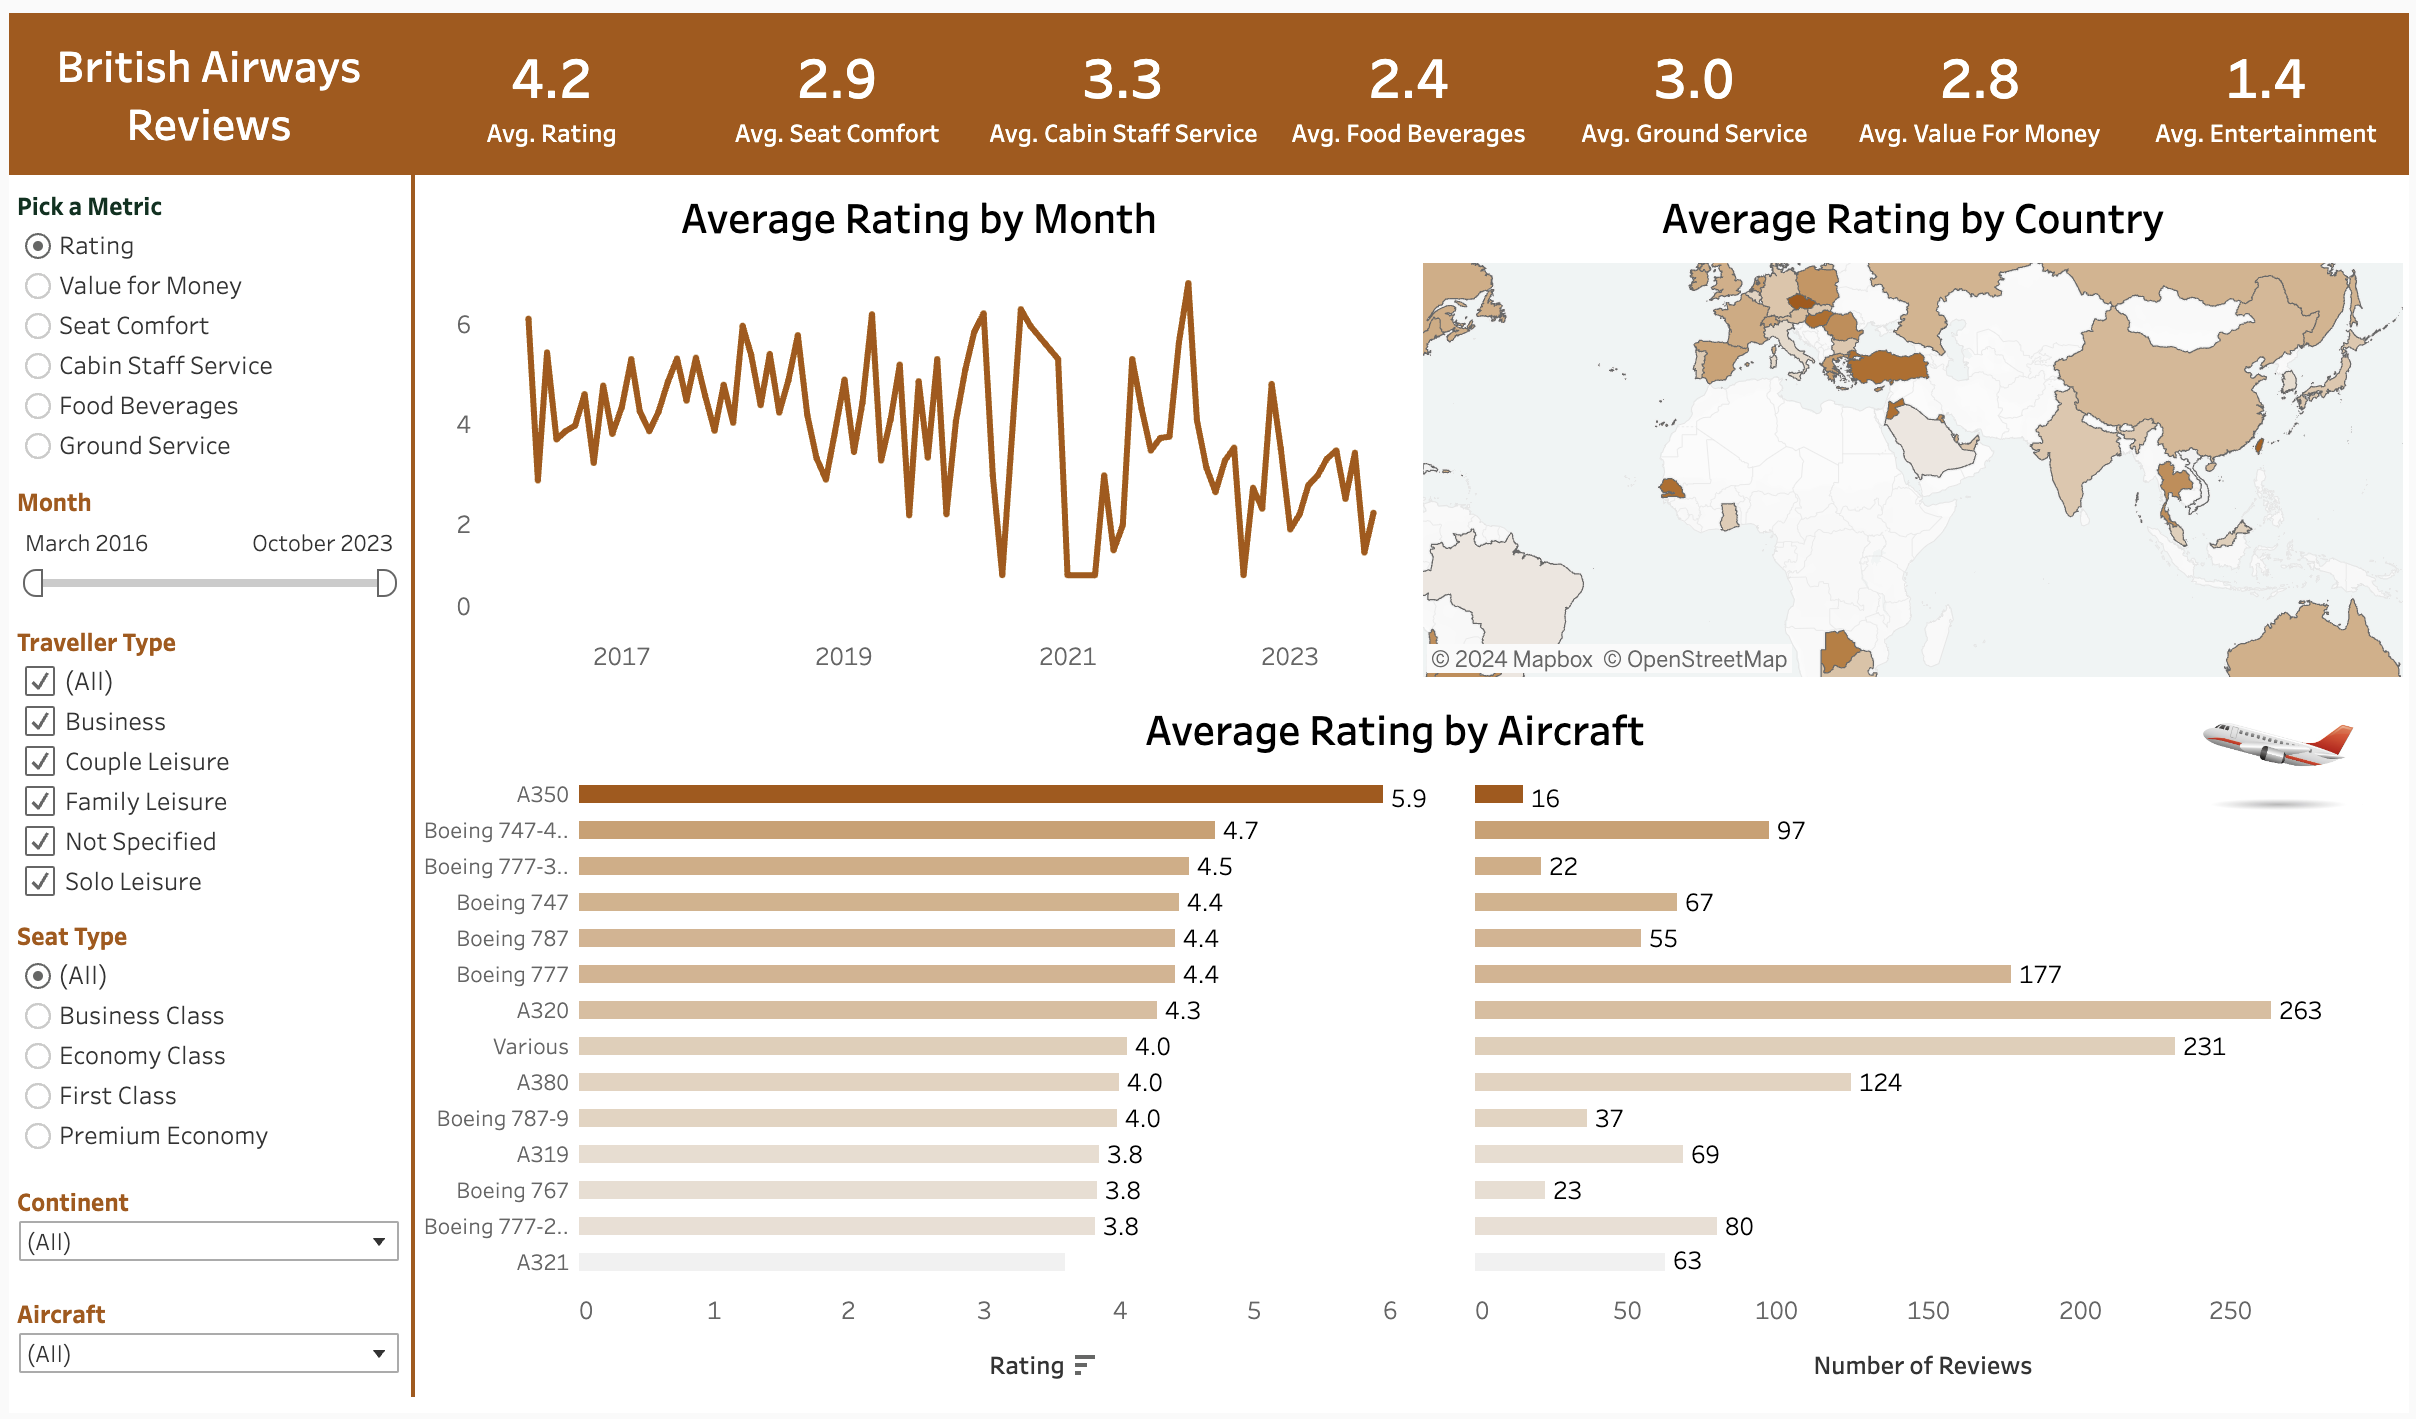 British Airways
Reviews
4.2
Avg. Rating
2.9
Avg. Seat Comfort
3.3
Avg. Cabin Staff Service
2.4
Avg. Food Beverages
3.0
Avg. Ground Service
2.8
Avg. Value For Money
1.4
Avg. Entertainment
Pick a Metric
Rating
Value for Money
Seat Comfort
Cabin Staff Service
Food Beverages
Ground Service
Month
March 2016
October 2023
Traveller Type
(All)
Business
Couple Leisure
Family Leisure
Not Specified
Solo Leisure
Seat Type
(All)
Business Class
Economy Class
First Class
Premium Economy
Continent
(All)
Aircraft
(All)
Average Rating by Month
6
4
2
0
2017 2019 2021 2023
Average Rating by Country
© 2024 Mapbox © OpenStreetMap
Average Rating by Aircraft
A350 5.9 16
Boeing 747-4.. 4.7 97
Boeing 777-3.. 4.5 22
Boeing 747 4.4 67
Boeing 787 4.4 55
Boeing 777 4.4 177
A320 4.3 263
Various 4.0 231
A380 4.0 124
Boeing 787-9 4.0 37
A319 3.8 69
Boeing 767 3.8 23
Boeing 777-2.. 3.8 80
A321 63
0 1 2 3 4 5 6
0 50 100 150 200 250
Rating
Number of Reviews